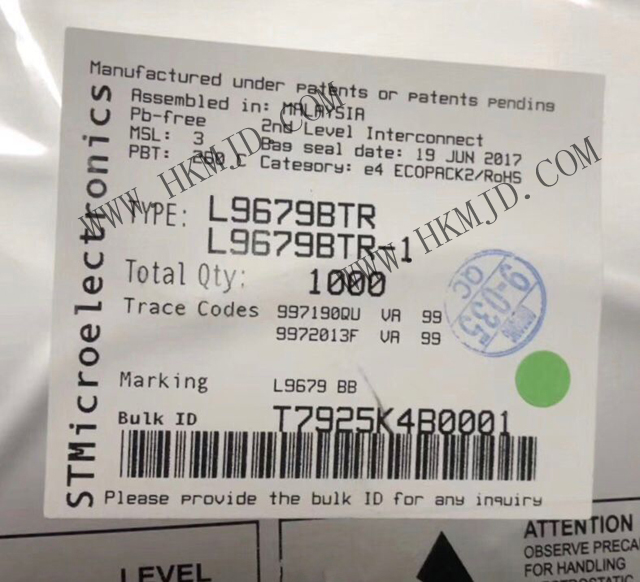 Manufactured under patents or patents pending
Assembled in: MALAYSIA
Pb-free 2nd Level Interconnect
MSL: 3 Bag seal date: 19 JUN 2017
PBT: 260 C Category: e4 ECOPACK2/RoHS
STMicroelectronics
TYPE: L9679BTR
L9679BTR-1
Total Qty: 1000
Trace Codes 997190QU VA 99
9972013F VA 99
Marking L9679 BB
Bulk ID T7925K4B0001
Please provide the bulk ID for any inquiry
WWW.HKMJD.COM
WWW.HKMJD.COM
QC
9-035
LEVEL
ATTENTION
OBSERVE PRECA
FOR HANDLING